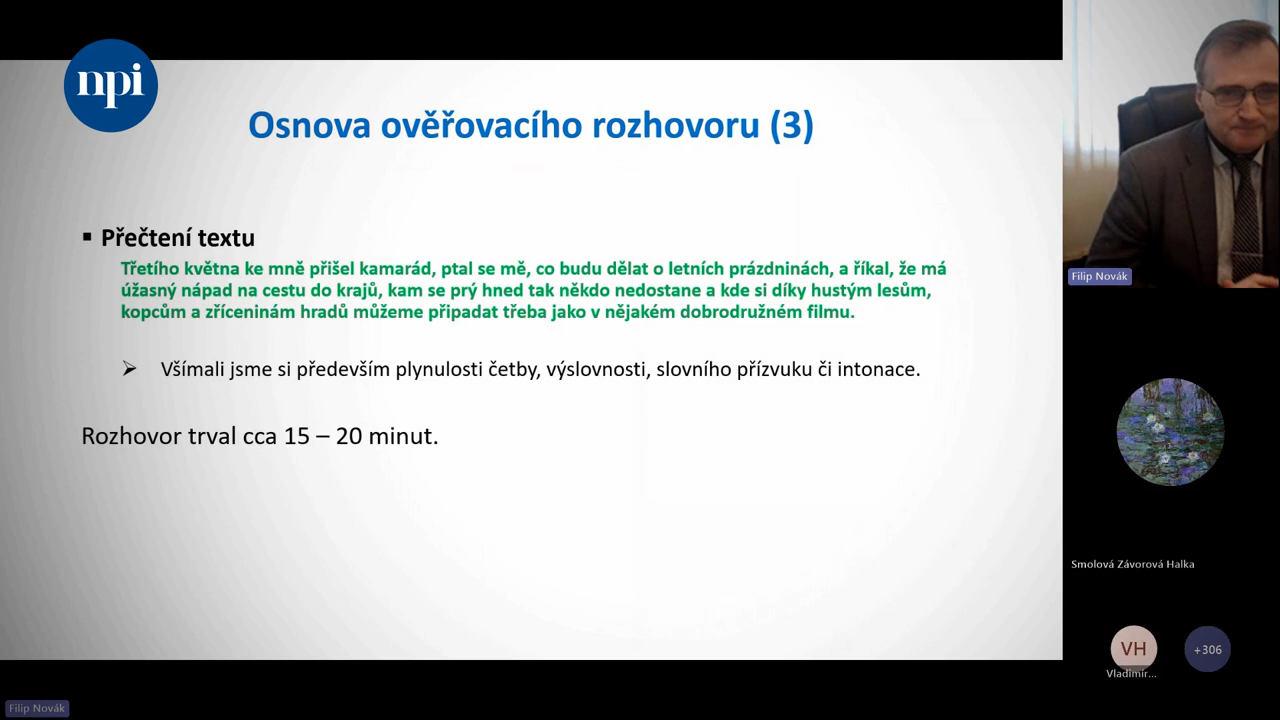 npi
Osnova ověřovacího rozhovoru (3)
▪ Přečtení textu
Třetího května ke mně přišel kamarád, ptal se mě, co budu dělat o letních prázdninách, a říkal, že má
úžasný nápad na cestu do krajů, kam se prý hned tak někdo nedostane a kde si díky hustým lesům,
kopcům a zříceninám hradů můžeme připadat třeba jako v nějakém dobrodružném filmu.
➢ Všímali jsme si především plynulosti četby, výslovnosti, slovního přízvuku či intonace.
Rozhovor trval cca 15 – 20 minut.
Filip Novák
Smolová Závorová Halka
VH
Vladimír...
+306
Filip Novák